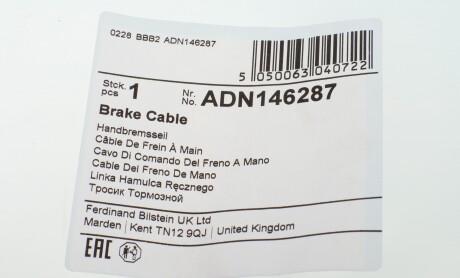 0228 BBB2 ADN146287
5 050063 040722
Stck. 1 Nr. ADN146287
pcs No.
Brake Cable
Handbremsseil
Câble De Frein À Main
Cavo Di Comando Del Freno A Mano
Cable Del Freno De Mano
Linka Hamulca Ręcznego
Тросик Тормозной
Ferdinand Bilstein UK Ltd
Marden | Kent TN12 9QJ | United Kingdom
EAC